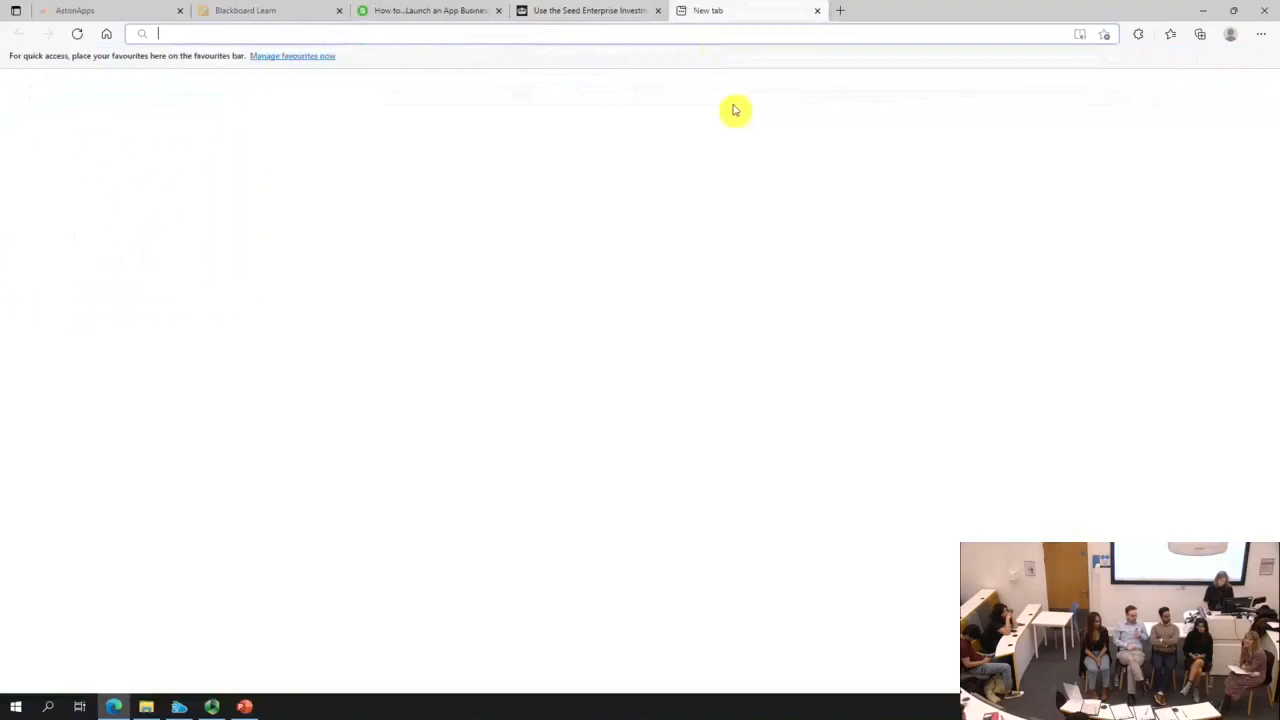 AstonApps
Blackboard Learn
How to...Launch an App Busines
Use the Seed Enterprise Investm
New tab
For quick access, place your favourites here on the favourites bar. Manage favourites now